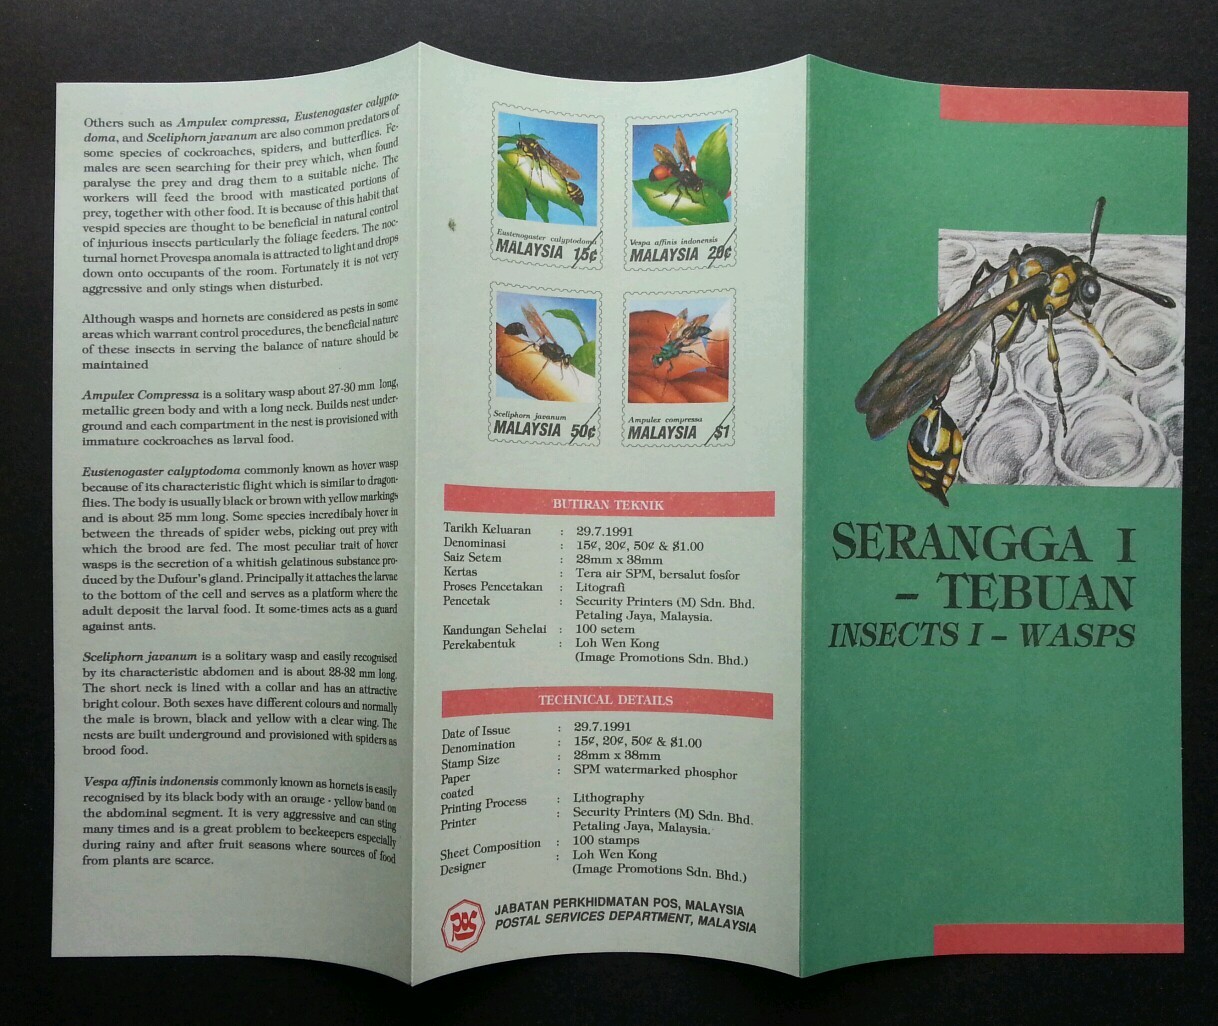 Others such as Ampulex compressa, Eustenogaster calypto-
doma, and Sceliphron javanum are also common predators of
some species of cockroaches, spiders, and butterflies. Fe-
males are seen searching for their prey which, when found
paralyse the prey and drag them to a suitable niche. The
workers will feed the brood with masticated portions of
prey, together with other food. It is because of this habit that
vespid species are thought to be beneficial in natural control
of injurious insects particularly the foliage feeders. The noc-
turnal hornet Provespa anomala is attracted to light and drops
down onto occupants of the room. Fortunately it is not very
aggressive and only stings when disturbed.
Although wasps and hornets are considered as pests in some
areas which warrant control procedures, the beneficial nature
of these insects in serving the balance of nature should be
maintained
Ampulex Compressa is a solitary wasp about 27-30 mm long,
metallic green body and with a long neck. Builds nest under-
ground and each compartment in the nest is provisioned with
immature cockroaches as larval food.
Eustenogaster calyptodoma commonly known as hover wasp
because of its characteristic flight which is similar to dragon-
flies. The body is usually black or brown with yellow markings
and is about 25 mm long. Some species incredibaly hover in
between the threads of spider webs, picking out prey with
which the brood are fed. The most peculiar trait of hover
wasps is the secretion of a whitish gelatinous substance pro-
duced by the Dufour's gland. Principally it attaches the larvae
to the bottom of the cell and serves as a platform where the
adult deposit the larval food. It some-times acts as a guard
against ants.
Sceliphorn javanum is a solitary wasp and easily recognised
by its characteristic abdomen and is about 28-32 mm long.
The short neck is lined with a collar and has an attractive
bright colour. Both sexes have different colours and normally
the male is brown, black and yellow with a clear wing. The
nests are built underground and provisioned with spiders as
brood food.
Vespa affinis indonensis commonly known as hornets is easily
recognised by its black body with an orange - yellow band on
the abdominal segment. It is very aggressive and can sting
many times and is a great problem to beekeepers especially
during rainy and after fruit seasons where sources of food
from plants are scarce.
Eustenogaster calyptodoma
MALAYSIA 15¢
Vespa affinis indonensis
MALAYSIA 20¢
Sceliphorn javanum
MALAYSIA 50¢
Ampulex compressa
MALAYSIA $1
BUTIRAN TEKNIK
Tarikh Keluaran : 29.7.1991
Denominasi : 15¢, 20¢, 50¢ & $1.00
Saiz Setem : 28mm x 38mm
Kertas : Tera air SPM, bersalut fosfor
Proses Pencetakan : Litografi
Pencetak : Security Printers (M) Sdn. Bhd.
Petaling Jaya, Malaysia.
Kandungan Sehelai : 100 setem
Perekabentuk : Loh Wen Kong
(Image Promotions Sdn. Bhd.)
TECHNICAL DETAILS
Date of Issue : 29.7.1991
Denomination : 15¢, 20¢, 50¢ & $1.00
Stamp Size : 28mm x 38mm
Paper : SPM watermarked phosphor
coated
Printing Process : Lithography
Printer : Security Printers (M) Sdn. Bhd.
Petaling Jaya, Malaysia.
Sheet Composition : 100 stamps
Designer : Loh Wen Kong
(Image Promotions Sdn. Bhd.)
pos
JABATAN PERKHIDMATAN POS, MALAYSIA
POSTAL SERVICES DEPARTMENT, MALAYSIA
SERANGGA I
– TEBUAN
INSECTS I – WASPS